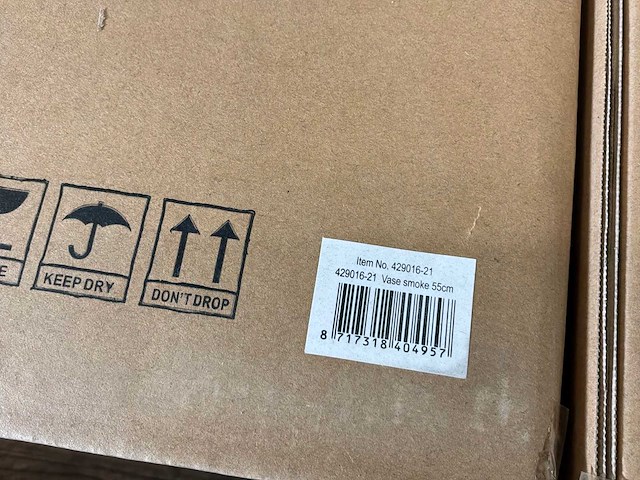 E
KEEP DRY
DON'T DROP
Item No. 429016-21
429016-21 Vase smoke 55cm
8 717318 404957